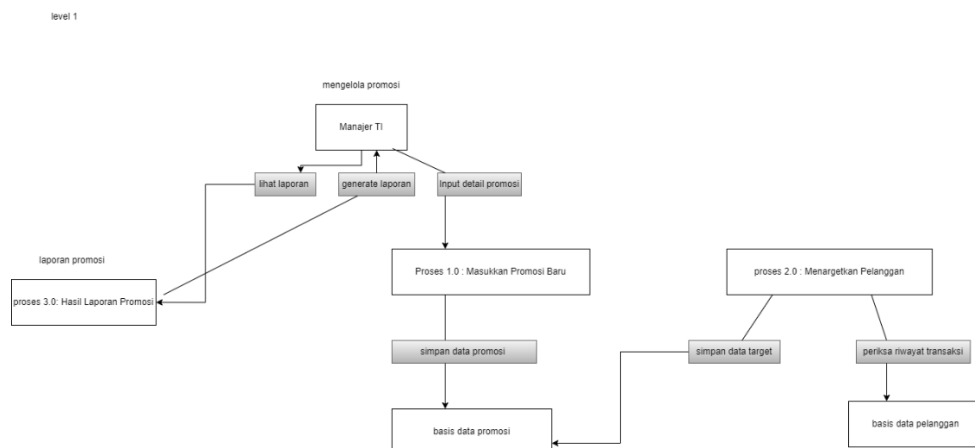 level 1
mengelola promosi
Manajer TI
lihat laporan
generate laporan
Input detail promosi
laporan promosi
Proses 1.0 : Masukkan Promosi Baru
proses 2.0 : Menargetkan Pelanggan
proses 3.0: Hasil Laporan Promosi
simpan data promosi
simpan data target
periksa riwayat transaksi
basis data promosi
basis data pelanggan